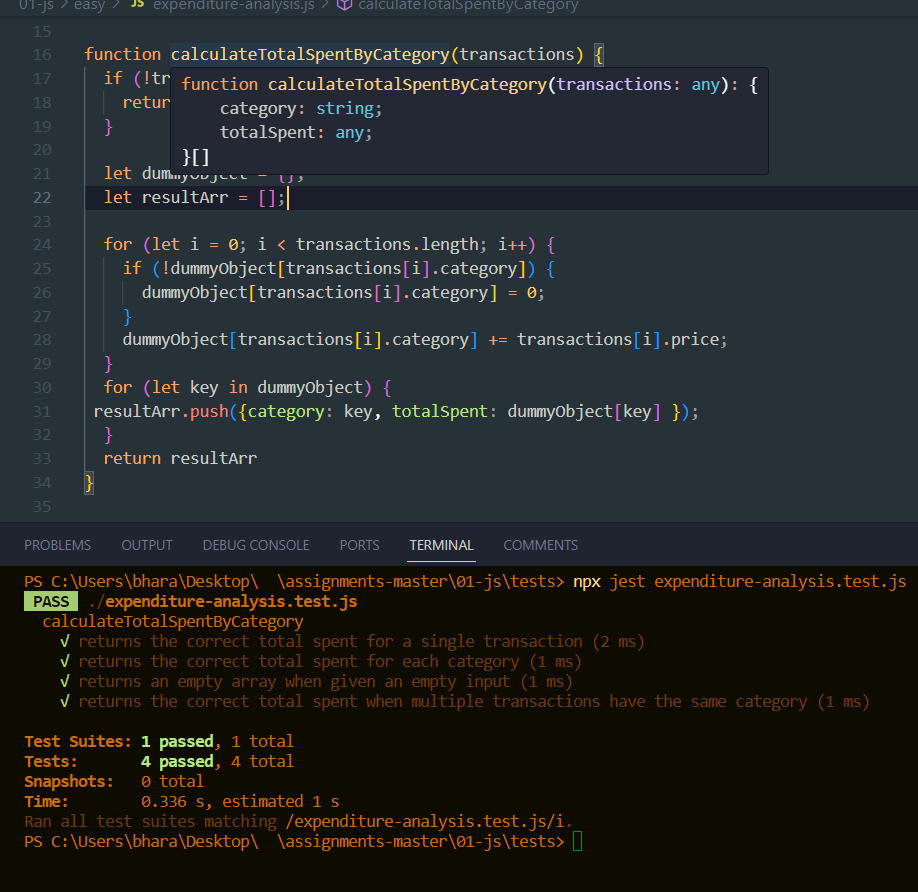 01-js > easy > JS expenditure-analysis.js > calculateTotalSpentByCategory
15
16 function calculateTotalSpentByCategory(transactions) {
17 if (!tr
function calculateTotalSpentByCategory(transactions: any): {
18 retur
category: string;
19 }
totalSpent: any;
20
}[]
21 let dummyObject = {};
22 let resultArr = [];
23
24 for (let i = 0; i < transactions.length; i++) {
25 if (!dummyObject[transactions[i].category]) {
26 dummyObject[transactions[i].category] = 0;
27 }
28 dummyObject[transactions[i].category] += transactions[i].price;
29 }
30 for (let key in dummyObject) {
31 resultArr.push({category: key, totalSpent: dummyObject[key] });
32 }
33 return resultArr
34 }
35
PROBLEMS OUTPUT DEBUG CONSOLE PORTS TERMINAL COMMENTS
PS C:\Users\bhara\Desktop\  \assignments-master\01-js\tests> npx jest expenditure-analysis.test.js
PASS ./expenditure-analysis.test.js
calculateTotalSpentByCategory
√ returns the correct total spent for a single transaction (2 ms)
√ returns the correct total spent for each category (1 ms)
√ returns an empty array when given an empty input (1 ms)
√ returns the correct total spent when multiple transactions have the same category (1 ms)
Test Suites: 1 passed, 1 total
Tests: 4 passed, 4 total
Snapshots: 0 total
Time: 0.336 s, estimated 1 s
Ran all test suites matching /expenditure-analysis.test.js/i.
PS C:\Users\bhara\Desktop\  \assignments-master\01-js\tests>